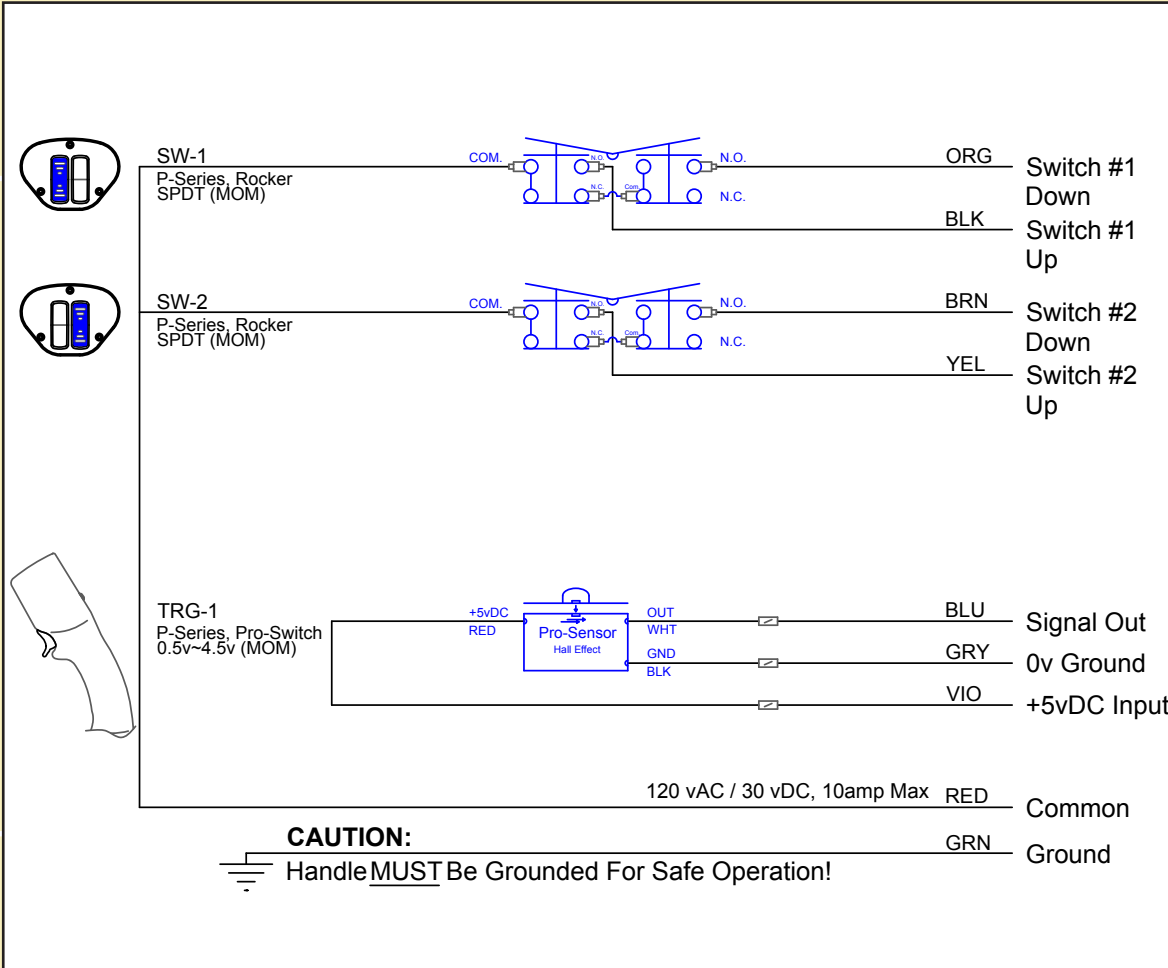 SW-1
P-Series, Rocker
SPDT (MOM)
COM.
N.O.
N.C.
Com.
N.O.
N.C.
ORG
Switch #1
Down
BLK
Switch #1
Up
SW-2
P-Series, Rocker
SPDT (MOM)
COM.
N.O.
N.C.
Com.
N.O.
N.C.
BRN
Switch #2
Down
YEL
Switch #2
Up
TRG-1
P-Series, Pro-Switch
0.5v~4.5v (MOM)
+5vDC
RED
Pro-Sensor
Hall Effect
OUT
WHT
GND
BLK
BLU
Signal Out
GRY
0v Ground
VIO
+5vDC Input
120 vAC / 30 vDC, 10amp Max
RED
Common
CAUTION:
Handle MUST Be Grounded For Safe Operation!
GRN
Ground